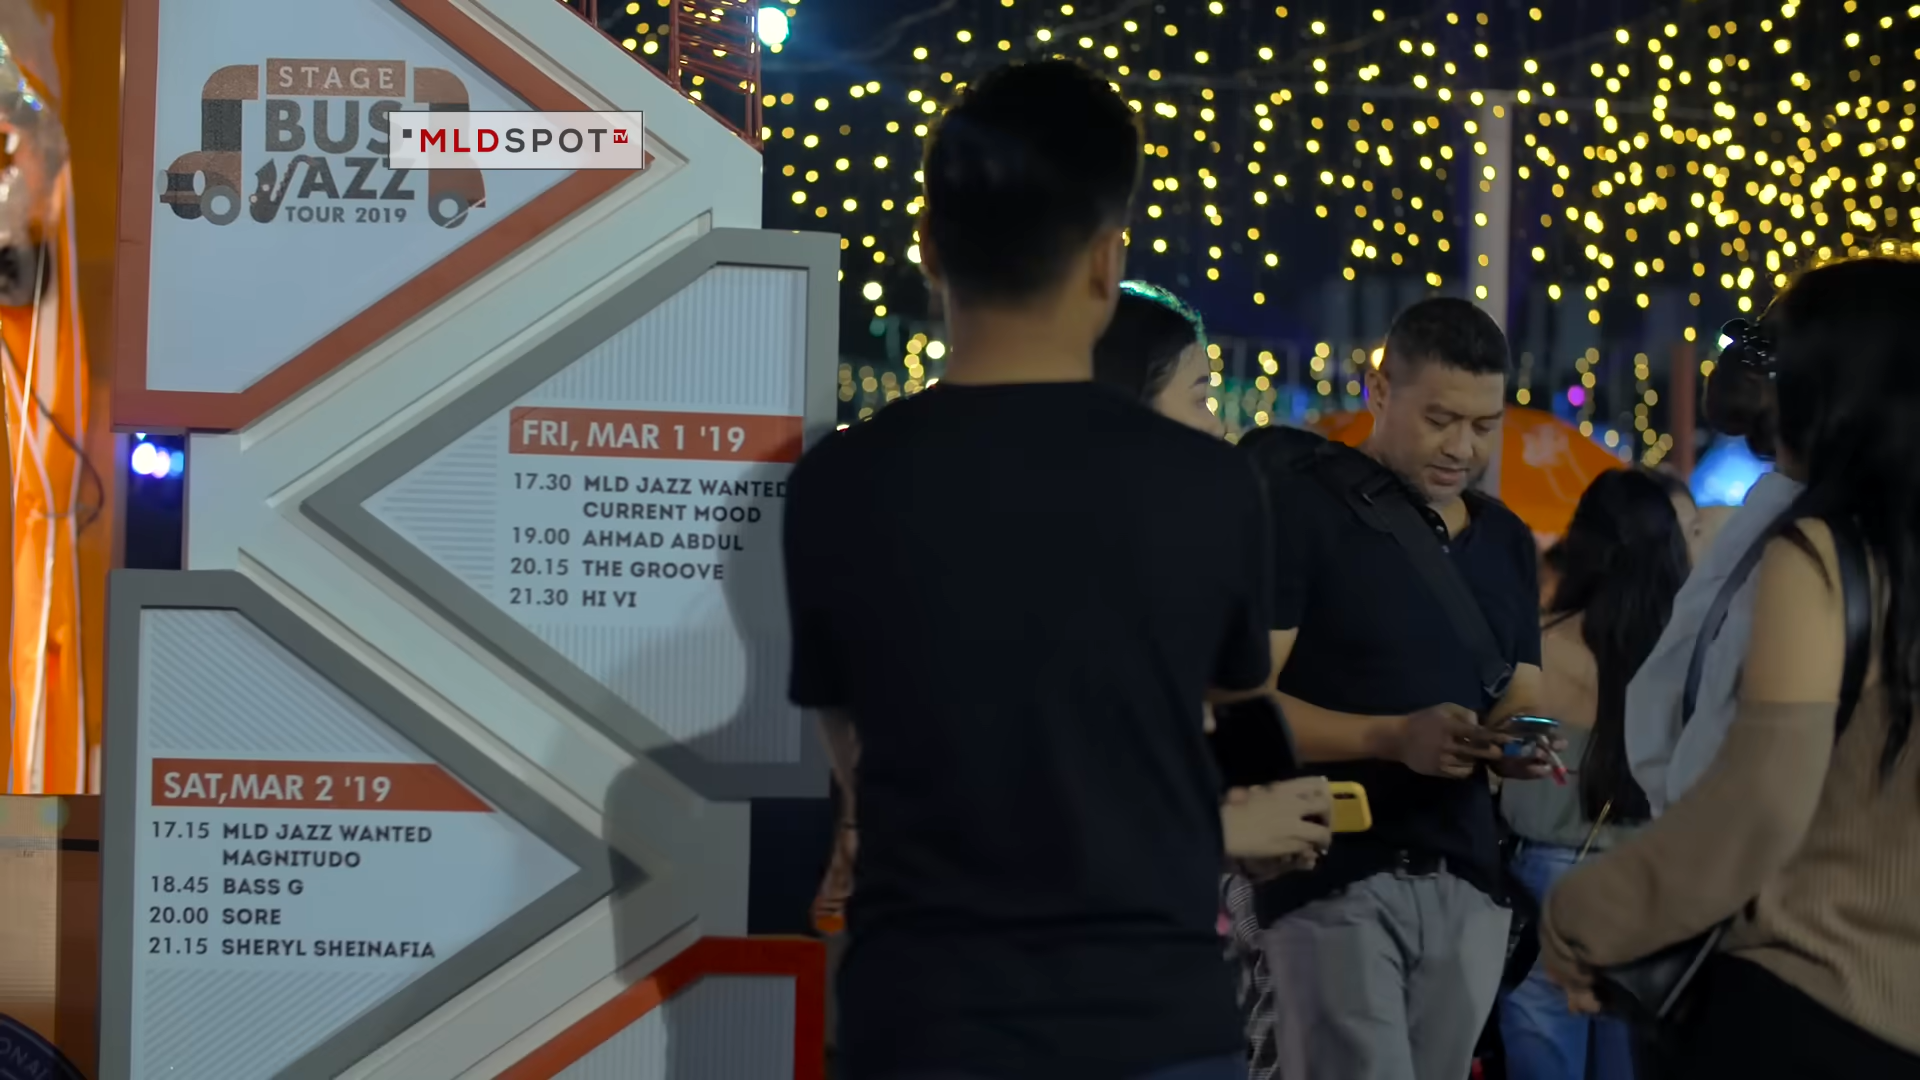 STAGE
BUS
JAZZ
TOUR 2019
MLDSPOT TV
FRI, MAR 1 '19
17.30 MLD JAZZ WANTED
CURRENT MOOD
19.00 AHMAD ABDUL
20.15 THE GROOVE
21.30 HI VI
SAT,MAR 2 '19
17.15 MLD JAZZ WANTED
MAGNITUDO
18.45 BASS G
20.00 SORE
21.15 SHERYL SHEINAFIA